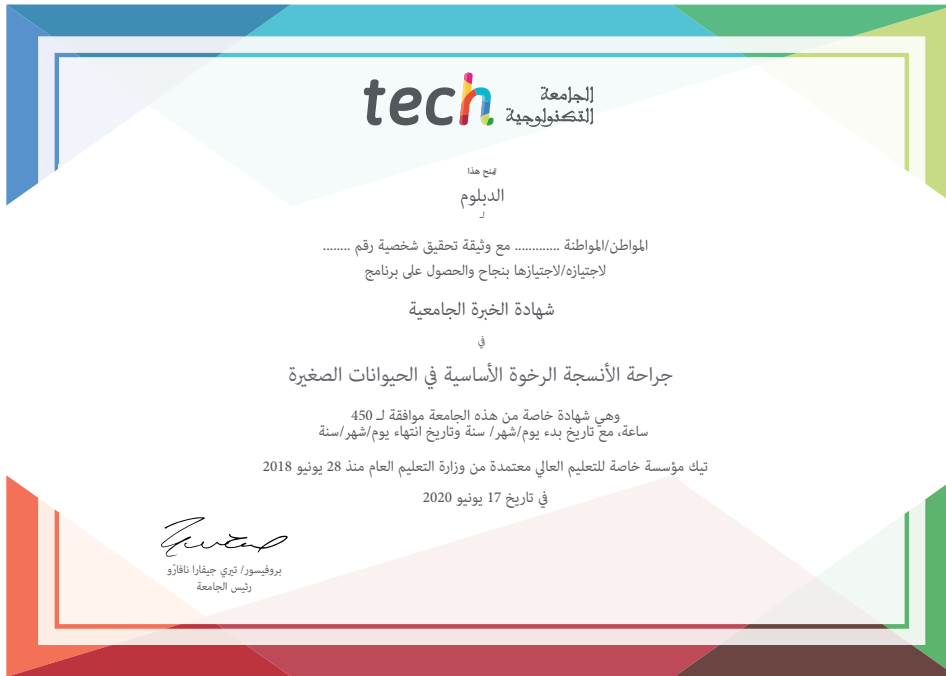 tech الجامعة
التكنولوجية
يمنح هذا
الدبلوم
لـ
المواطن/المواطنة ............ مع وثيقة تحقيق شخصية رقم ........
لاجتيازه/لاجتيازها بنجاح والحصول على برنامج
شهادة الخبرة الجامعية
في
جراحة الأنسجة الرخوة الأساسية في الحيوانات الصغيرة
وهي شهادة خاصة من هذه الجامعة موافقة لـ 450
ساعة، مع تاريخ بدء يوم/شهر/ سنة وتاريخ انتهاء يوم/شهر/سنة
تيك مؤسسة خاصة للتعليم العالي معتمدة من وزارة التعليم العام منذ 28 يونيو 2018
في تاريخ 17 يونيو 2020
بروفيسور/ تيري جيفارا نافارّو
رئيس الجامعة